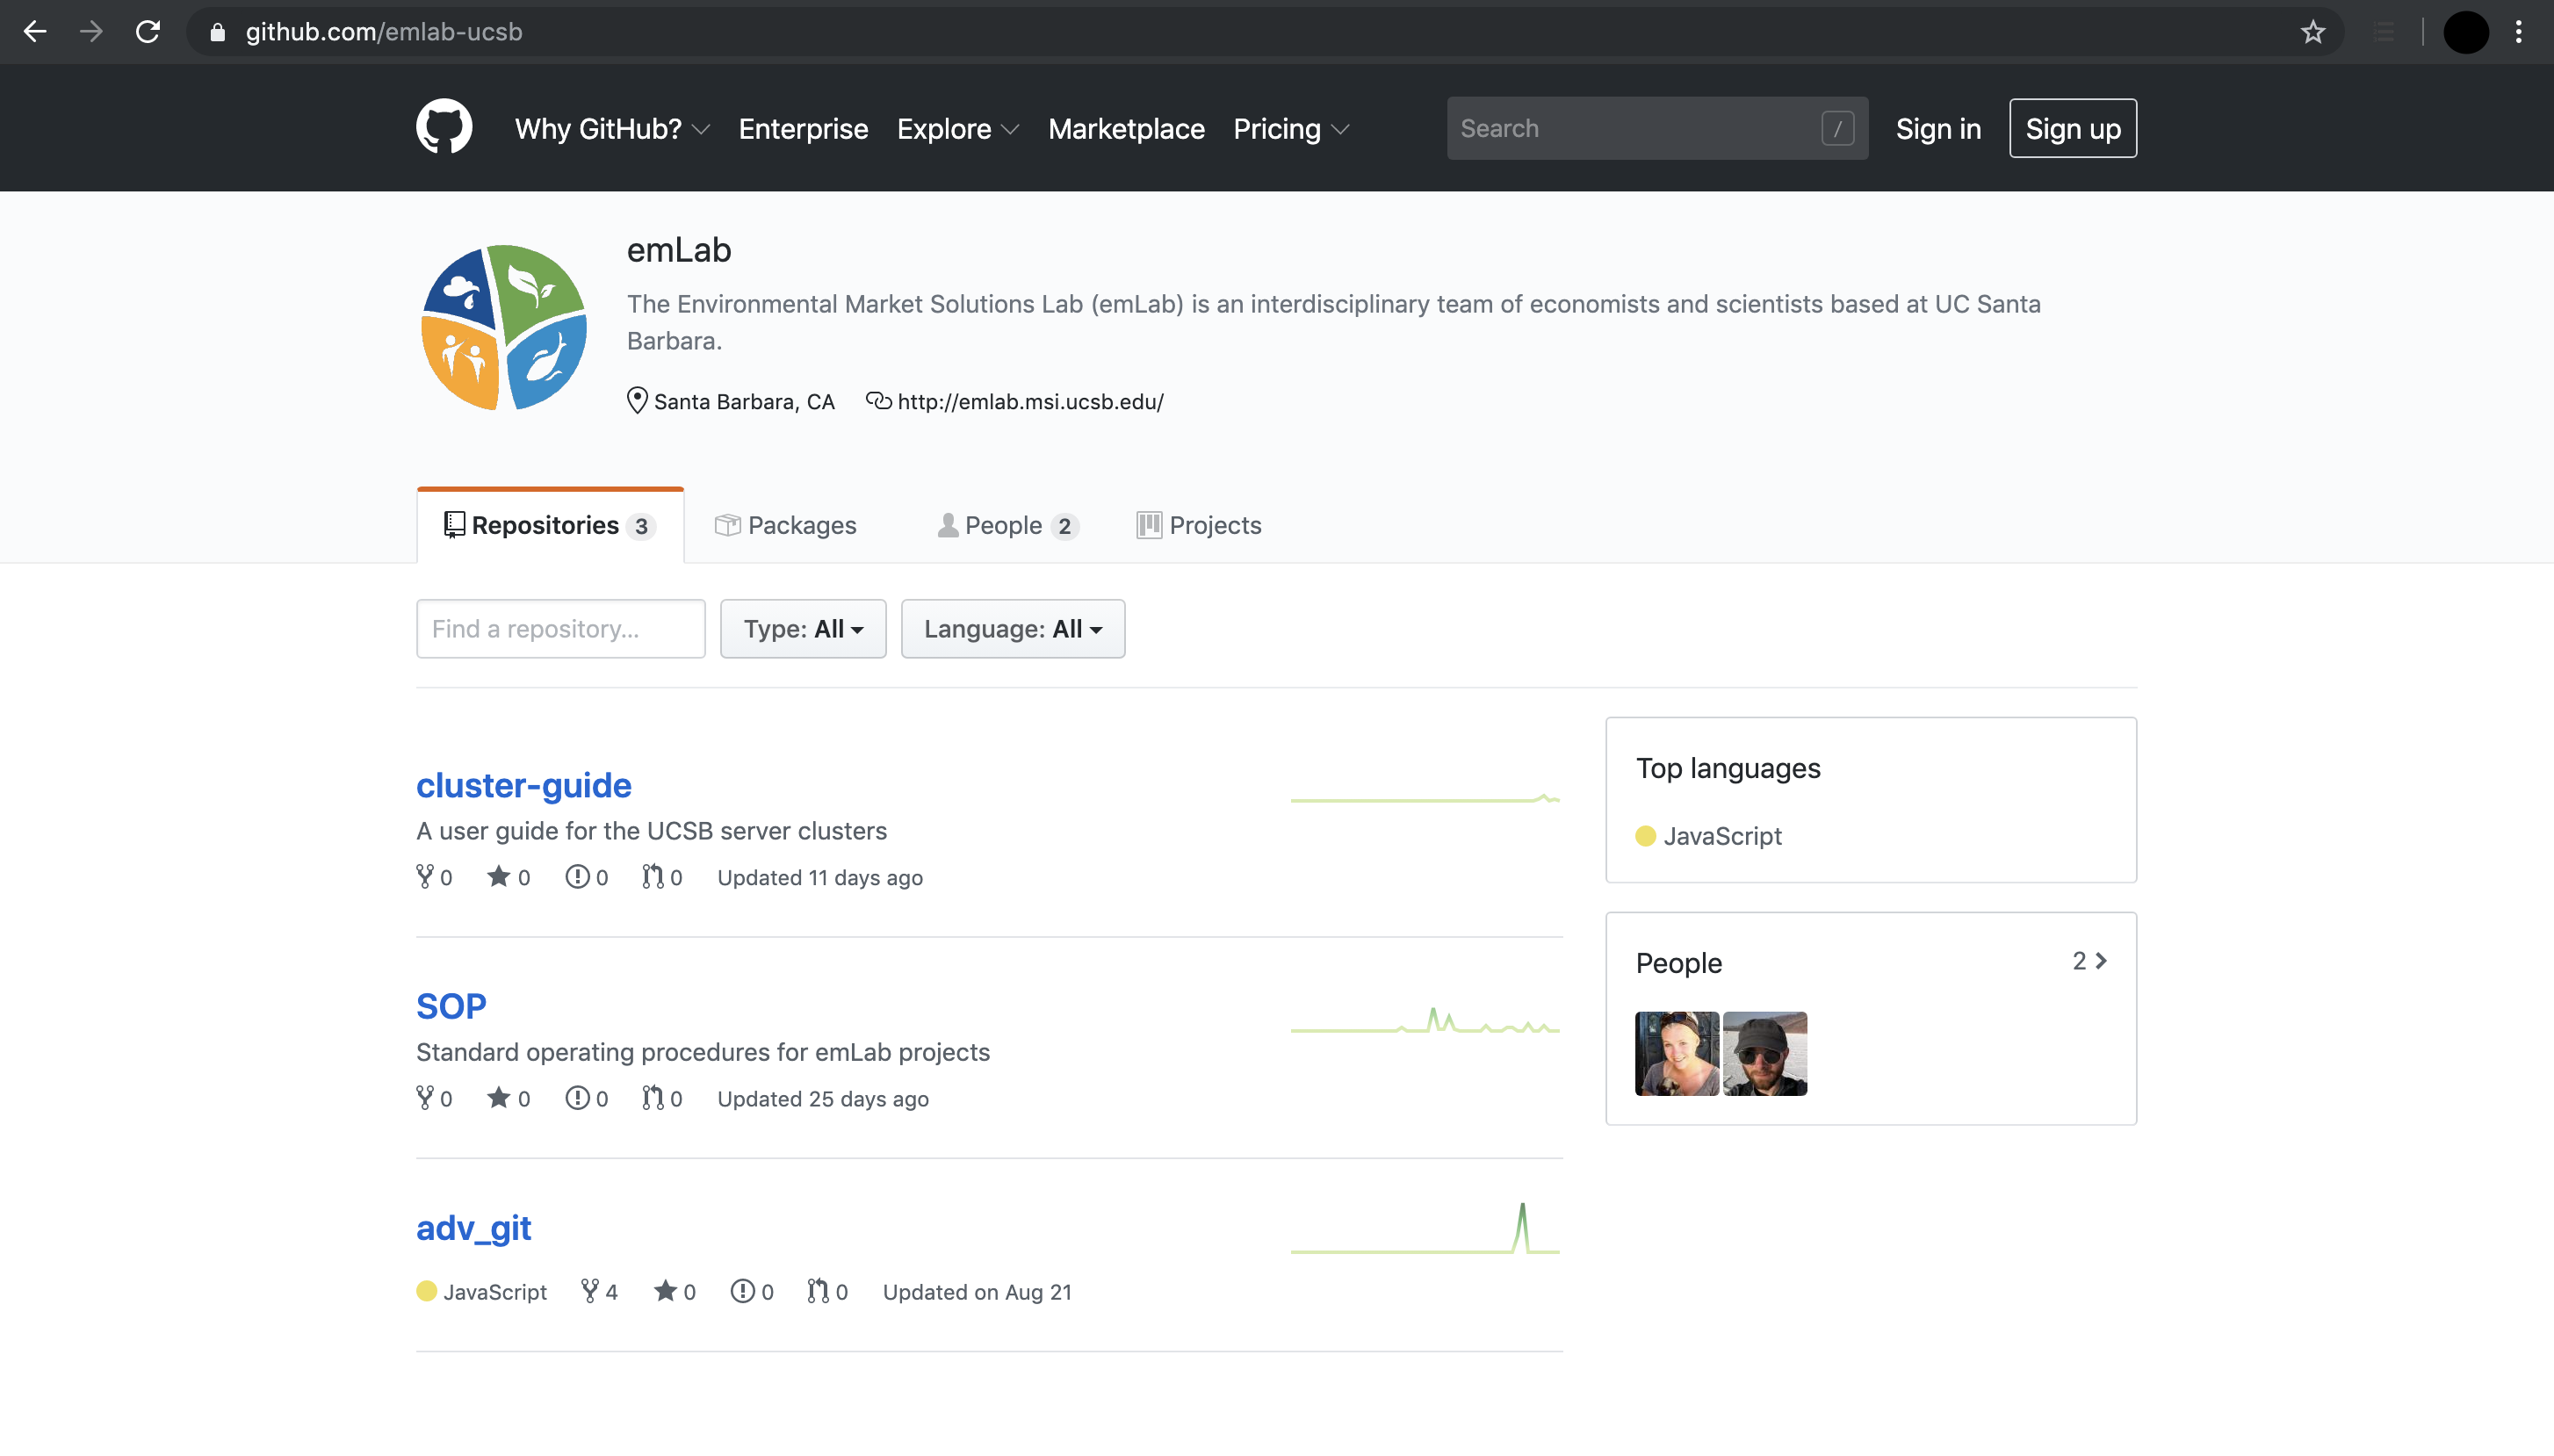 github.com/emlab-ucsb
Why GitHub? Enterprise Explore Marketplace Pricing Search / Sign in Sign up
emLab
The Environmental Market Solutions Lab (emLab) is an interdisciplinary team of economists and scientists based at UC Santa
Barbara.
Santa Barbara, CA http://emlab.msi.ucsb.edu/
Repositories 3 Packages People 2 Projects
Find a repository... Type: All Language: All
cluster-guide
A user guide for the UCSB server clusters
0 0 0 0 Updated 11 days ago
SOP
Standard operating procedures for emLab projects
0 0 0 0 Updated 25 days ago
adv_git
JavaScript 4 0 0 0 Updated on Aug 21
Top languages
JavaScript
People 2